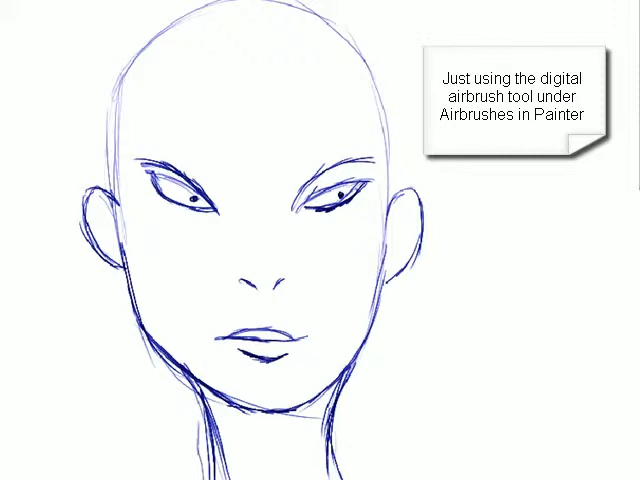 Just using the digital
airbrush tool under
Airbrushes in Painter